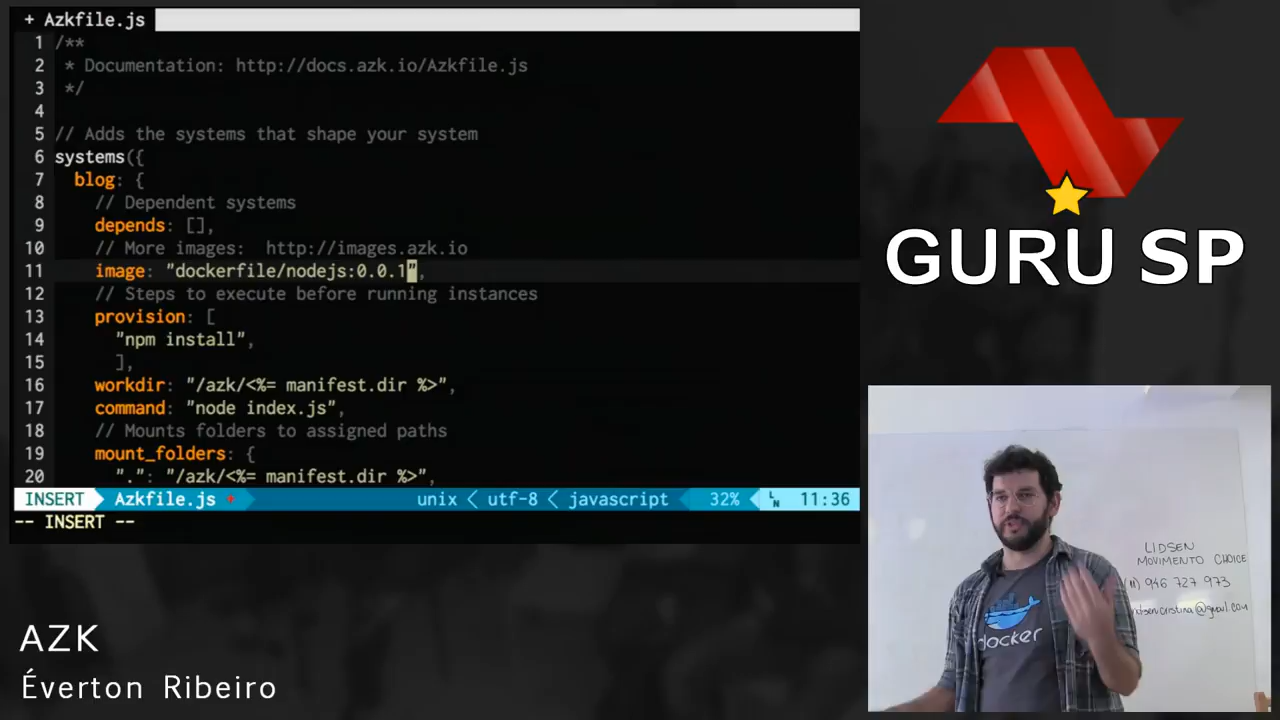 + Azkfile.js
1 /**
2 * Documentation: http://docs.azk.io/Azkfile.js
3 */
4
5 // Adds the systems that shape your system
6 systems({
7 blog: {
8 // Dependent systems
9 depends: [],
10 // More images:  http://images.azk.io
11 image: "dockerfile/nodejs:0.0.1",
12 // Steps to execute before running instances
13 provision: [
14 "npm install",
15 ],
16 workdir: "/azk/<%= manifest.dir %>",
17 command: "node index.js",
18 // Mounts folders to assigned paths
19 mount_folders: {
20 ".": "/azk/<%= manifest.dir %>",
INSERT Azkfile.js unix < utf-8 < javascript 32% LN 11:36
-- INSERT --
GURU SP
docker
LIDSEN
MOVIMENTO CHOICE
(11) 946 727 973
AZK
Éverton Ribeiro